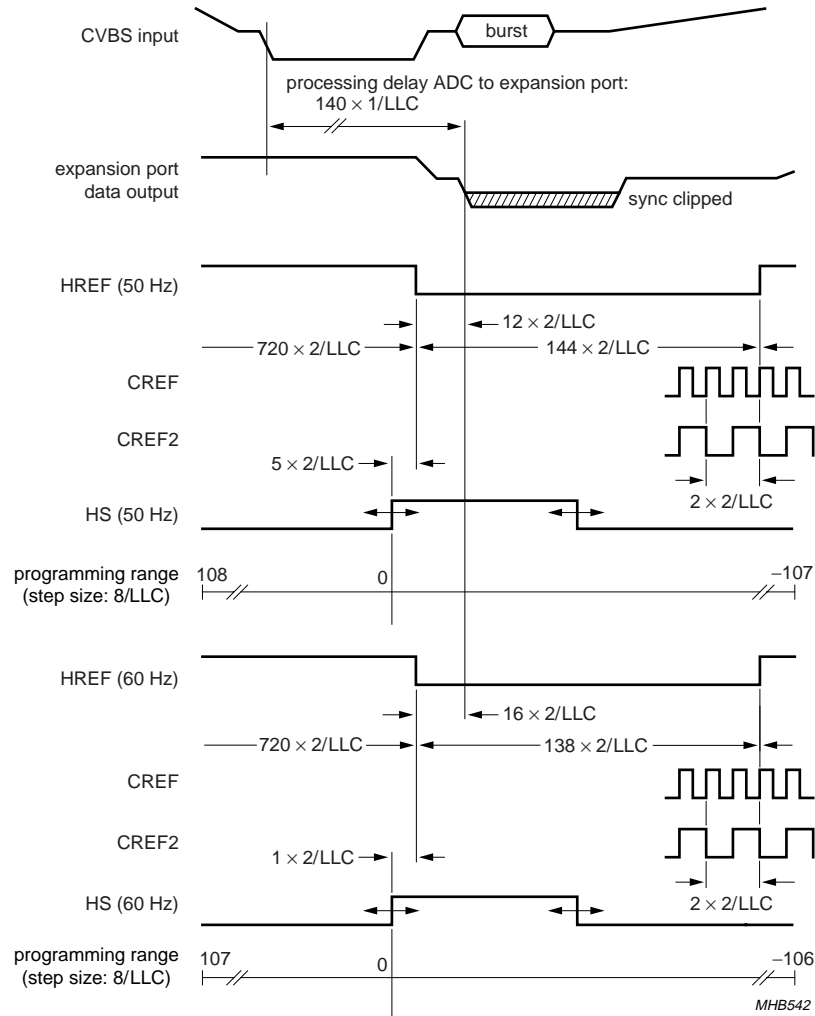 CVBS input
burst
processing delay ADC to expansion port:
140 × 1/LLC
expansion port
data output
sync clipped
HREF (50 Hz)
12 × 2/LLC
720 × 2/LLC
144 × 2/LLC
CREF
CREF2
5 × 2/LLC
2 × 2/LLC
HS (50 Hz)
programming range
(step size: 8/LLC)
108
0
−107
HREF (60 Hz)
16 × 2/LLC
720 × 2/LLC
138 × 2/LLC
CREF
CREF2
1 × 2/LLC
2 × 2/LLC
HS (60 Hz)
programming range
(step size: 8/LLC)
107
0
−106
MHB542